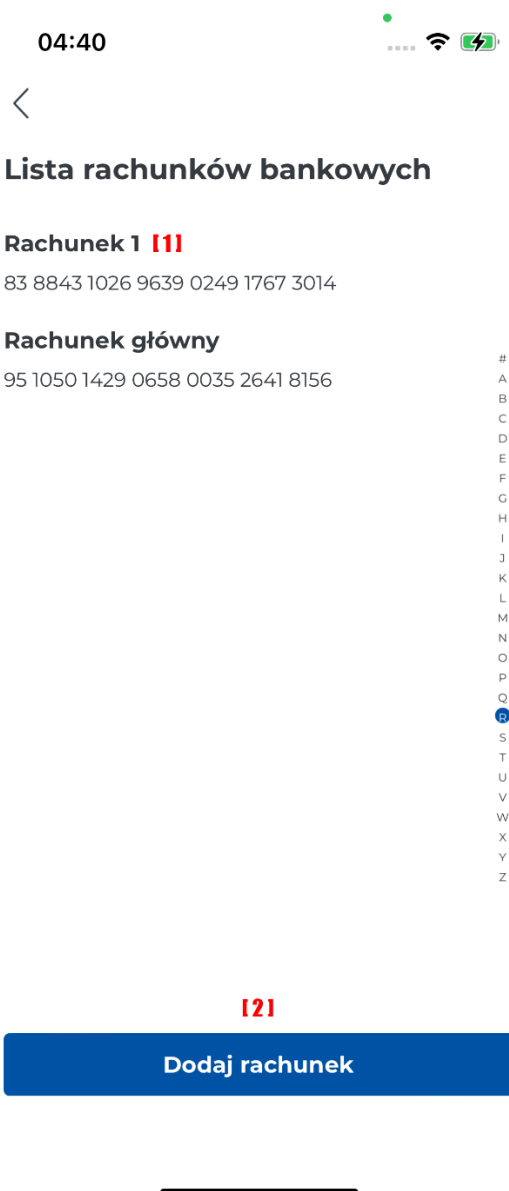 04:40
Lista rachunków bankowych
Rachunek 1 [1]
83 8843 1026 9639 0249 1767 3014
Rachunek główny
95 1050 1429 0658 0035 2641 8156
#
A
B
C
D
E
F
G
H
I
J
K
L
M
N
O
P
Q
R
S
T
U
V
W
X
Y
Z
[2]
Dodaj rachunek